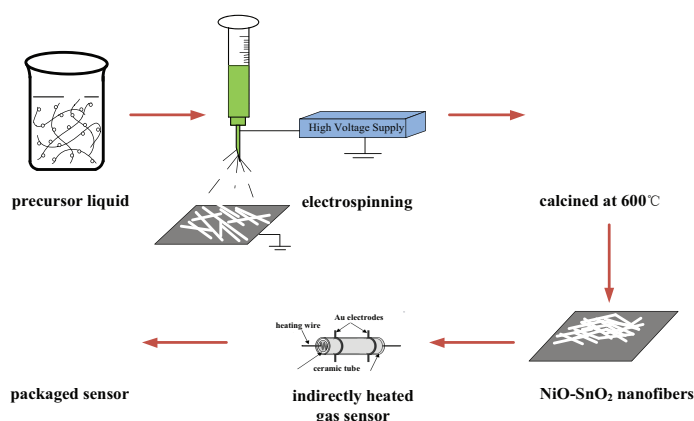 High Voltage Supply
precursor liquid
electrospinning
calcined at 600℃
Au electrodes
heating wire
ceramic tube
packaged sensor
indirectly heated
gas sensor
NiO-SnO₂ nanofibers